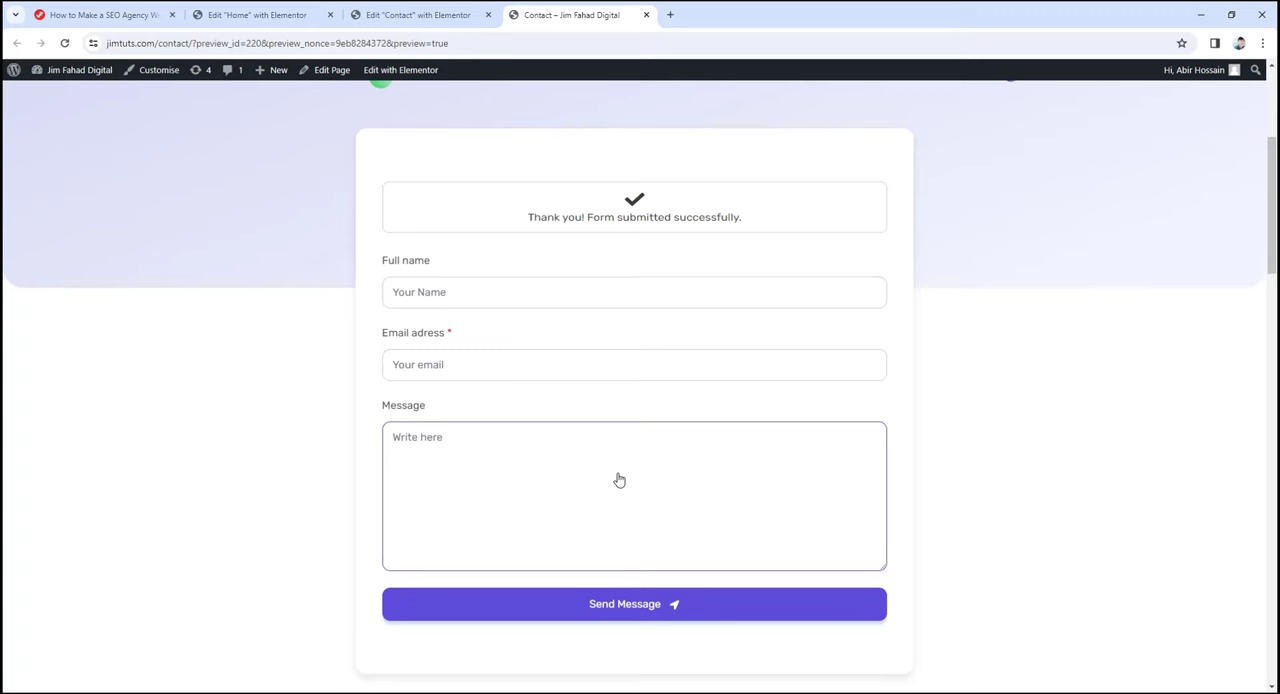 How to Make a SEO Agency W
Edit "Home" with Elementor
Edit "Contact" with Elementor
Contact – Jim Fahad Digital
jimtuts.com/contact/?preview_id=220&preview_nonce=9eb8284372&preview=true
Jim Fahad Digital
Customise
4
1
New
Edit Page
Edit with Elementor
Hi, Abir Hossain
Thank you! Form submitted successfully.
Full name
Your Name
Email adress *
Your email
Message
Write here
Send Message